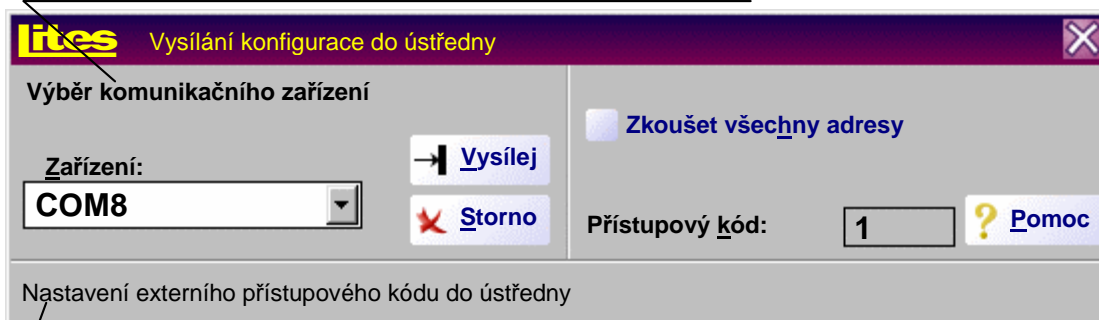 lites Vysílání konfigurace do ústředny
Výběr komunikačního zařízení
Zkoušet všechny adresy
Zařízení:
Vysílej
COM8
Storno
Přístupový kód:
1
Pomoc
Nastavení externího přístupového kódu do ústředny